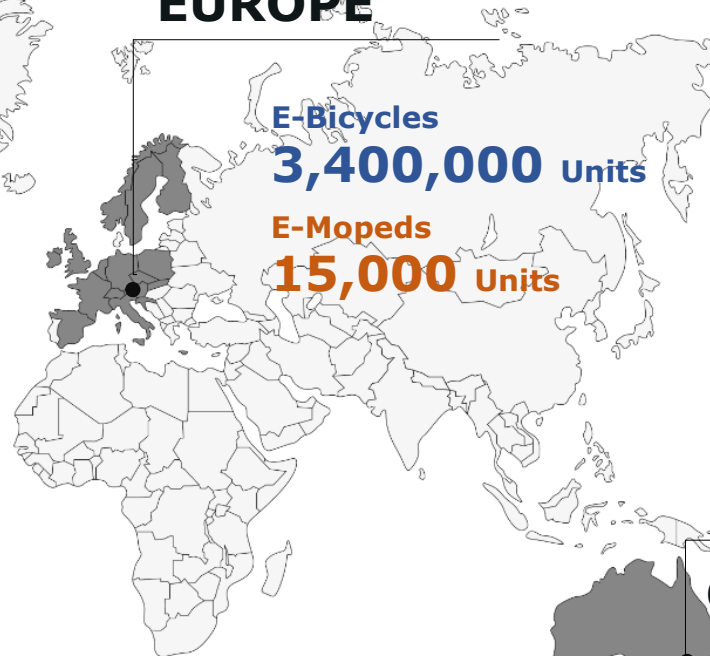 EUROPE
E-Bicycles
3,400,000 Units
E-Mopeds
15,000 Units